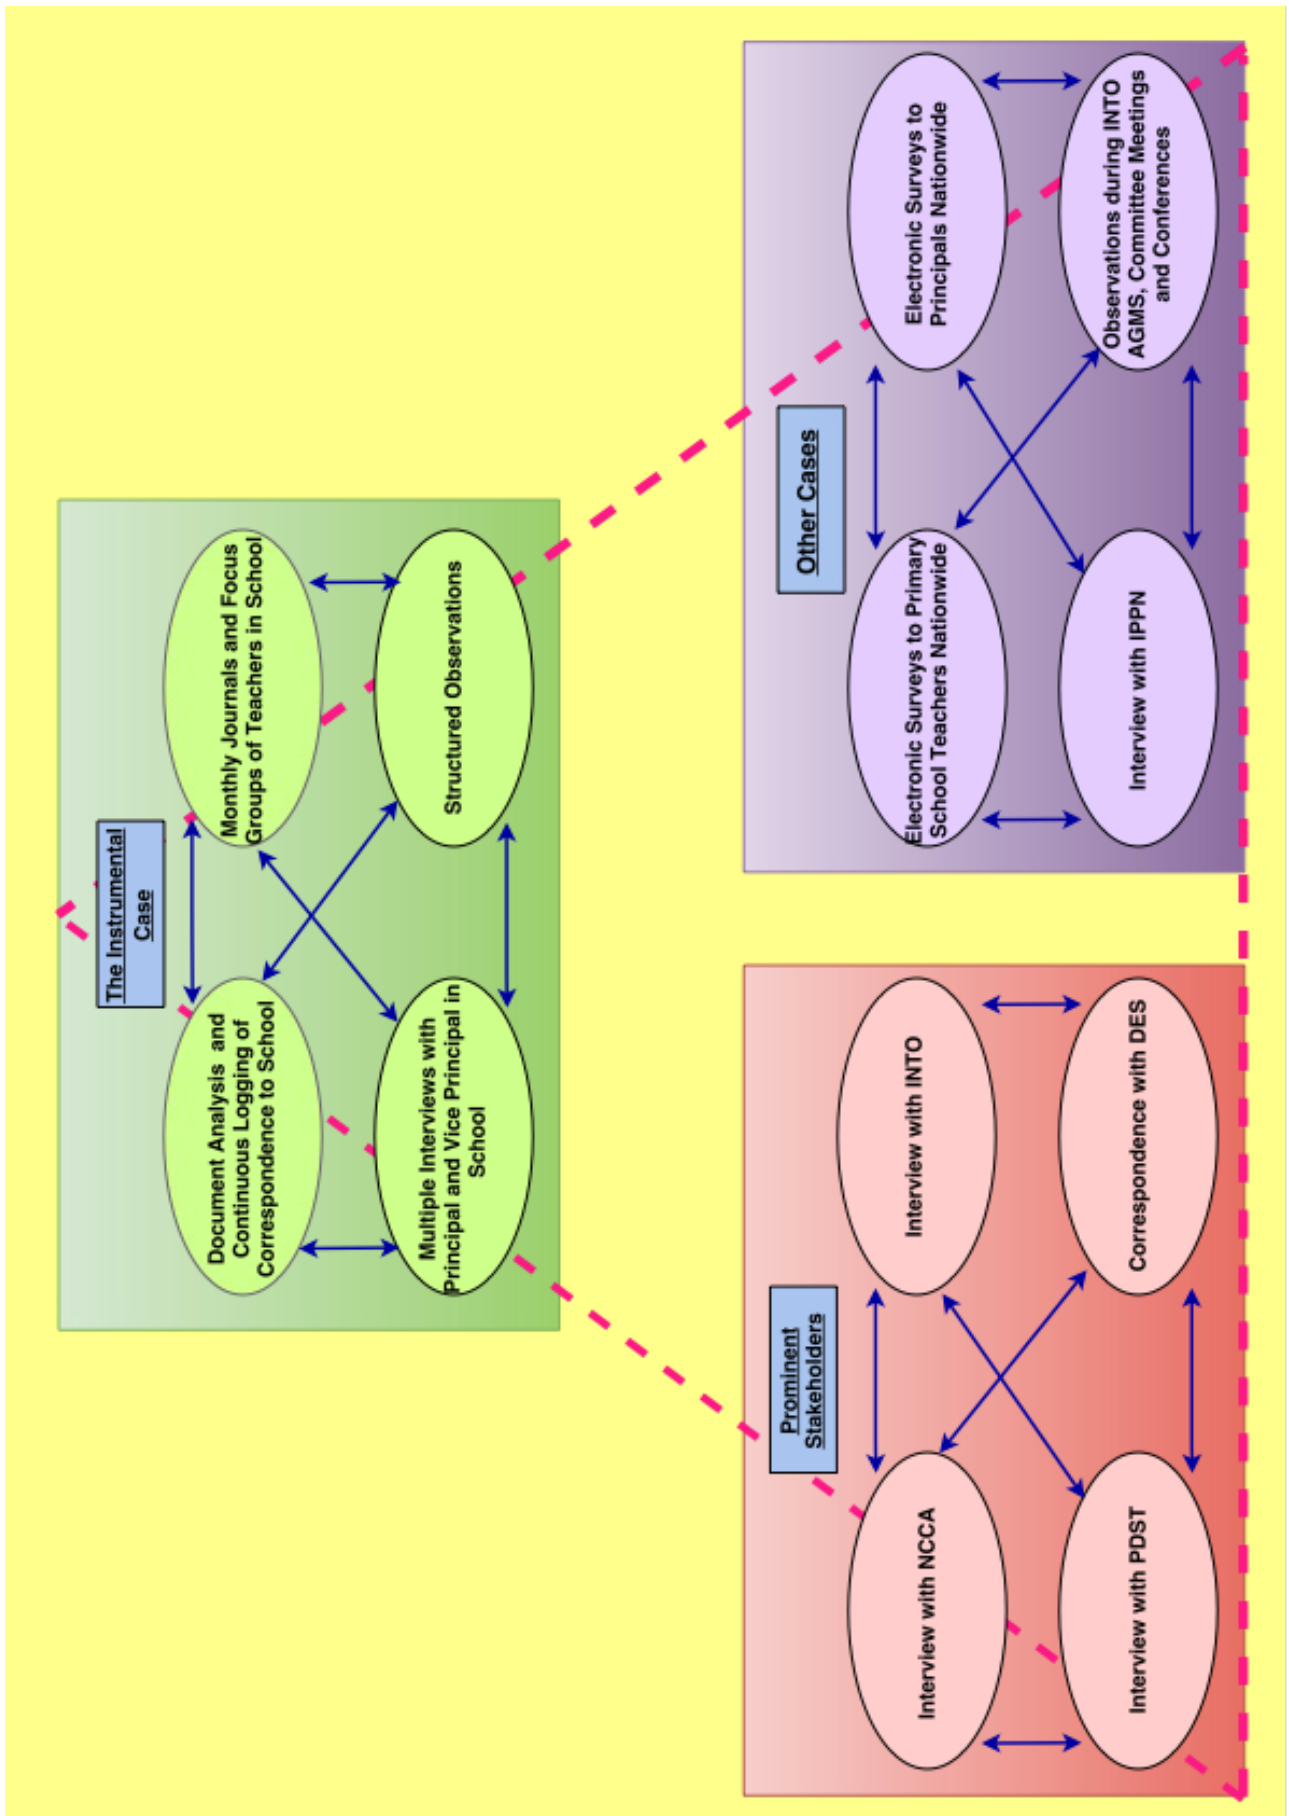 The Instrumental
Case
Document Analysis and
Continuous Logging of
Correspondence to School
Monthly Journals and Focus
Groups of Teachers in School
Multiple Interviews with
Principal and Vice Principal in
School
Structured Observations
Prominent
Stakeholders
Interview with NCCA
Interview with INTO
Interview with PDST
Correspondence with DES
Other Cases
Electronic Surveys to Primary
School Teachers Nationwide
Electronic Surveys to
Principals Nationwide
Interview with IPPN
Observations during INTO
AGMS, Committee Meetings
and Conferences